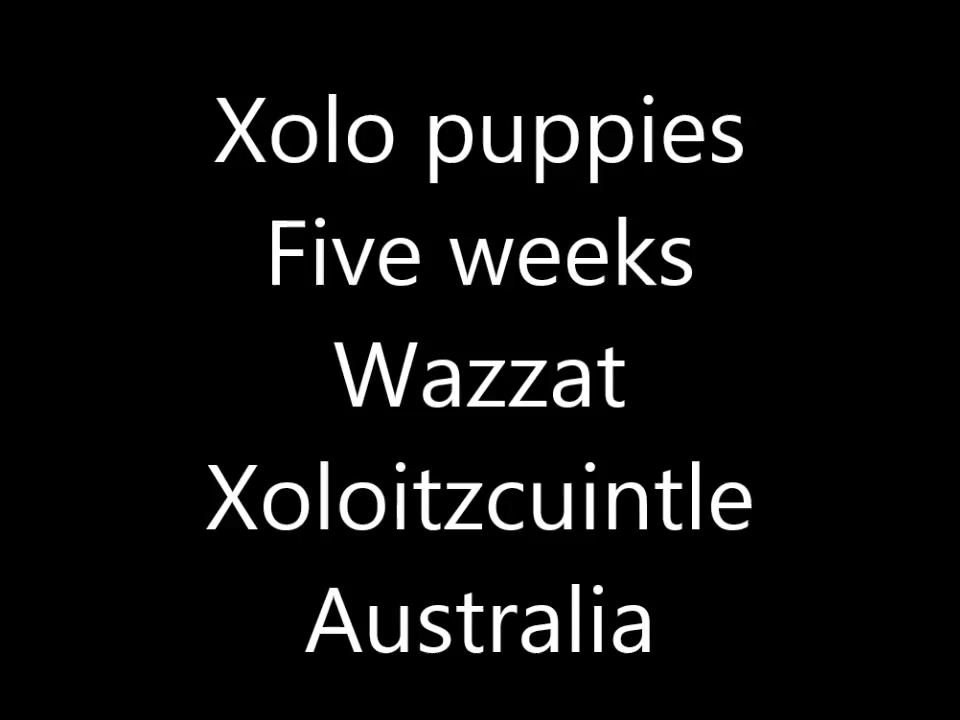 Xolo puppies
Five weeks
Wazzat
Xoloitzcuintle
Australia